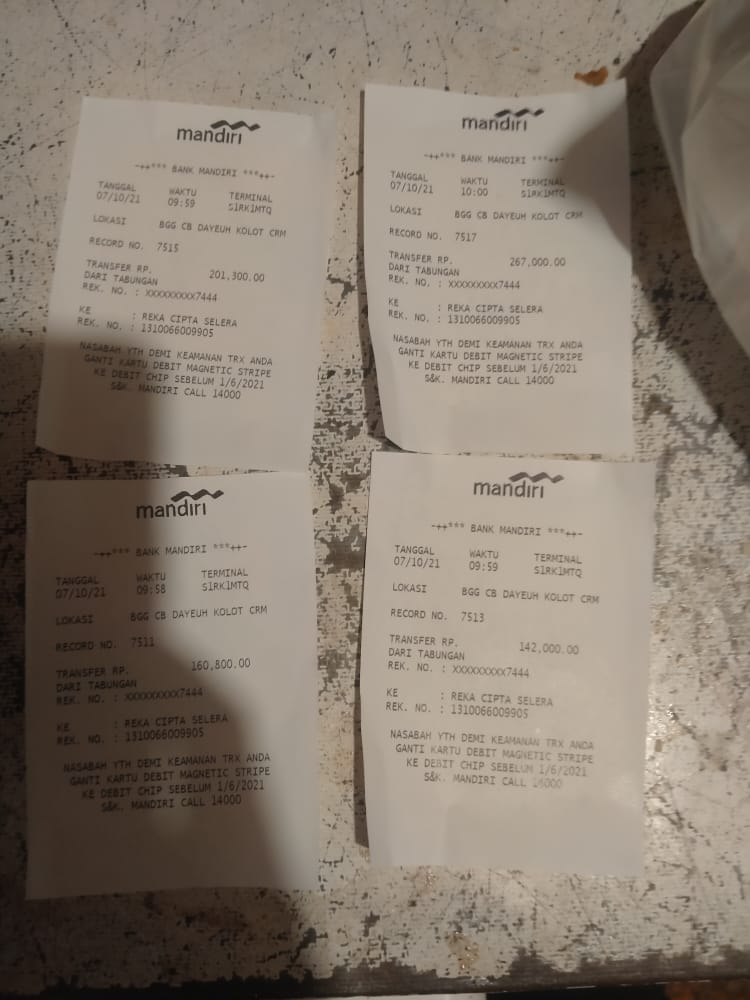 mandiri
-++*** BANK MANDIRI ***++-
TANGGAL WAKTU TERMINAL
07/10/21 09:59 S1RK1MTQ
LOKASI BGG CB DAYEUH KOLOT CRM
RECORD NO. 7515
TRANSFER RP. 201,300.00
DARI TABUNGAN
REK. NO. : XXXXXXXXX7444
KE : REKA CIPTA SELERA
REK. NO. : 1310066009905
NASABAH YTH DEMI KEAMANAN TRX ANDA
GANTI KARTU DEBIT MAGNETIC STRIPE
KE DEBIT CHIP SEBELUM 1/6/2021
S&K. MANDIRI CALL 14000
mandiri
-++*** BANK MANDIRI ***++-
TANGGAL WAKTU TERMINAL
07/10/21 10:00 S1RK1MTQ
LOKASI BGG CB DAYEUH KOLOT CRM
RECORD NO. 7517
TRANSFER RP. 267,000.00
DARI TABUNGAN
REK. NO. : XXXXXXXXX7444
KE : REKA CIPTA SELERA
REK. NO. : 1310066009905
NASABAH YTH DEMI KEAMANAN TRX ANDA
GANTI KARTU DEBIT MAGNETIC STRIPE
KE DEBIT CHIP SEBELUM 1/6/2021
S&K. MANDIRI CALL 14000
mandiri
-++*** BANK MANDIRI ***++-
TANGGAL WAKTU TERMINAL
07/10/21 09:58 S1RK1MTQ
LOKASI BGG CB DAYEUH KOLOT CRM
RECORD NO. 7511
TRANSFER RP. 160,800.00
DARI TABUNGAN
REK. NO. : XXXXXXXXX7444
KE : REKA CIPTA SELERA
REK. NO. : 1310066009905
NASABAH YTH DEMI KEAMANAN TRX ANDA
GANTI KARTU DEBIT MAGNETIC STRIPE
KE DEBIT CHIP SEBELUM 1/6/2021
S&K. MANDIRI CALL 14000
mandiri
-++*** BANK MANDIRI ***++-
TANGGAL WAKTU TERMINAL
07/10/21 09:59 S1RK1MTQ
LOKASI BGG CB DAYEUH KOLOT CRM
RECORD NO. 7513
TRANSFER RP. 142,000.00
DARI TABUNGAN
REK. NO. : XXXXXXXXX7444
KE : REKA CIPTA SELERA
REK. NO. : 1310066009905
NASABAH YTH DEMI KEAMANAN TRX ANDA
GANTI KARTU DEBIT MAGNETIC STRIPE
KE DEBIT CHIP SEBELUM 1/6/2021
S&K. MANDIRI CALL 14000